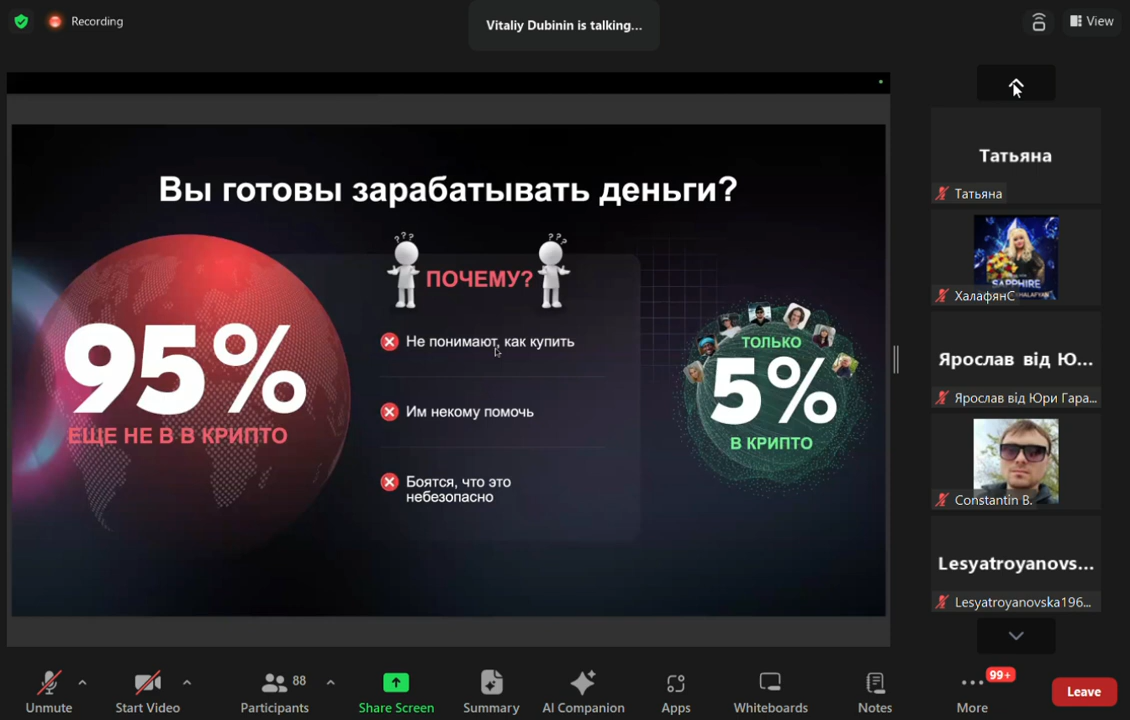 Recording
Vitaliy Dubinin is talking...
View
Вы готовы зарабатывать деньги?
???
???
ПОЧЕМУ?
95%
ЕЩЕ НЕ В В КРИПТО
Не понимают, как купить
Им некому помочь
Боятся, что это
небезопасно
ТОЛЬКО
5%
В КРИПТО
Татьяна
Татьяна
SAPPHIRE
ХалафянС
Ярослав від Ю...
Ярослав від Юри Гара...
Constantin B.
Lesyatroyanovs...
Lesyatroyanovska196...
Unmute
Start Video
88
Participants
Share Screen
Summary
AI Companion
Apps
Whiteboards
Notes
99+
More
Leave